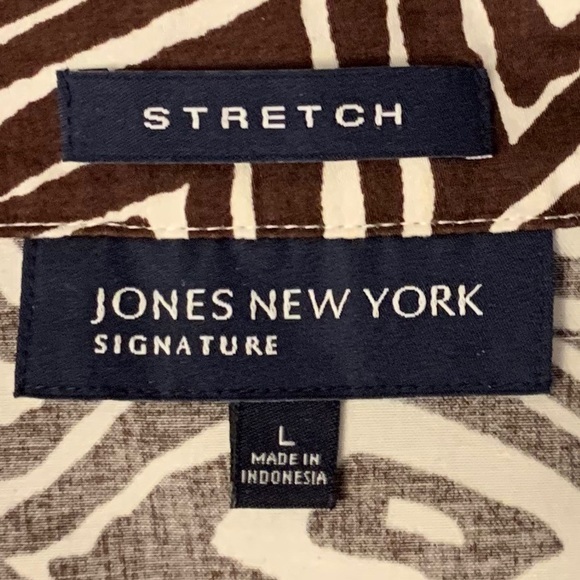 STRETCH
JONES NEW YORK
SIGNATURE
L
MADE IN
INDONESIA